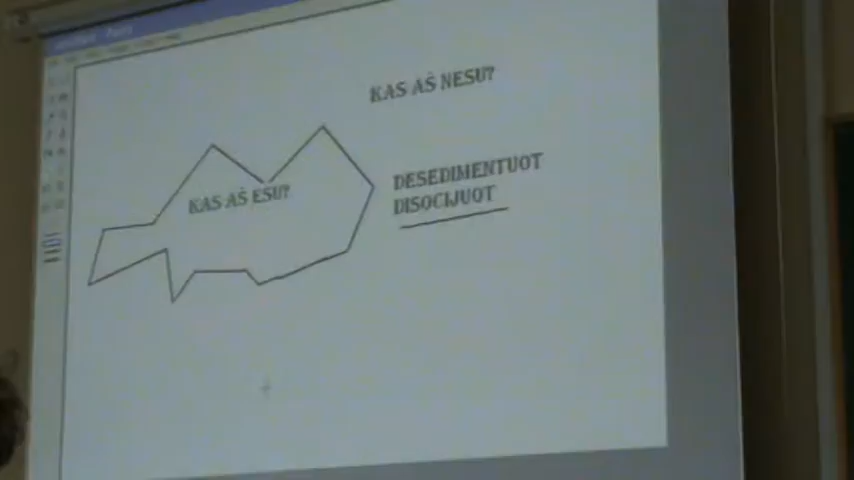 KAS AŠ NESU?
KAS AŠ ESU?
DESEDIMENTUOT
DISOCIJUOT